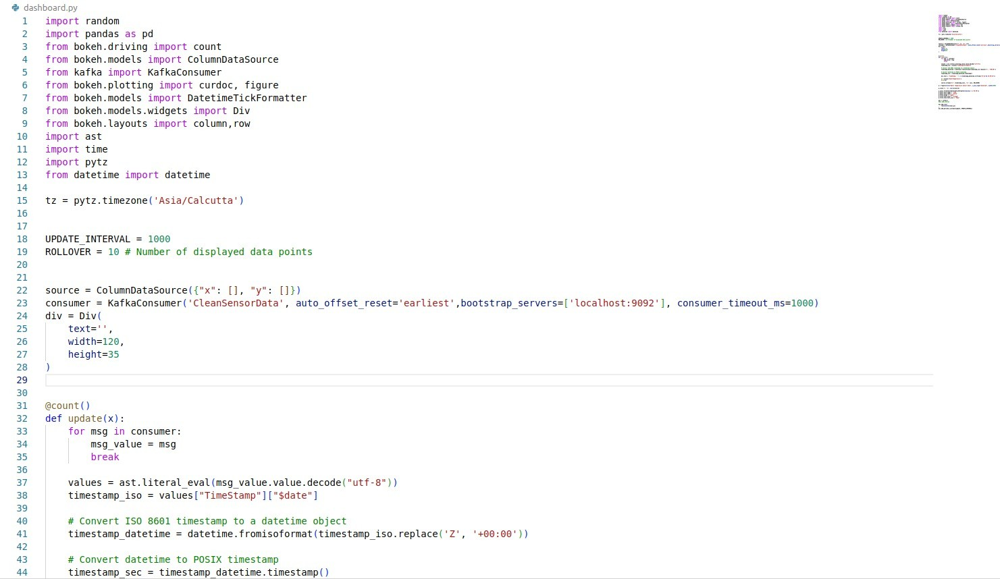 dashboard.py
1 import random
2 import pandas as pd
3 from bokeh.driving import count
4 from bokeh.models import ColumnDataSource
5 from kafka import KafkaConsumer
6 from bokeh.plotting import curdoc, figure
7 from bokeh.models import DatetimeTickFormatter
8 from bokeh.models.widgets import Div
9 from bokeh.layouts import column,row
10 import ast
11 import time
12 import pytz
13 from datetime import datetime
14
15 tz = pytz.timezone('Asia/Calcutta')
16
17
18 UPDATE_INTERVAL = 1000
19 ROLLOVER = 10 # Number of displayed data points
20
21
22 source = ColumnDataSource({"x": [], "y": []})
23 consumer = KafkaConsumer('CleanSensorData', auto_offset_reset='earliest',bootstrap_servers=['localhost:9092'], consumer_timeout_ms=1000)
24 div = Div(
25     text='',
26     width=120,
27     height=35
28 )
29
30
31 @count()
32 def update(x):
33     for msg in consumer:
34         msg_value = msg
35         break
36
37     values = ast.literal_eval(msg_value.value.decode("utf-8"))
38     timestamp_iso = values["TimeStamp"]["$date"]
39
40     # Convert ISO 8601 timestamp to a datetime object
41     timestamp_datetime = datetime.fromisoformat(timestamp_iso.replace('Z', '+00:00'))
42
43     # Convert datetime to POSIX timestamp
44     timestamp_sec = timestamp_datetime.timestamp()